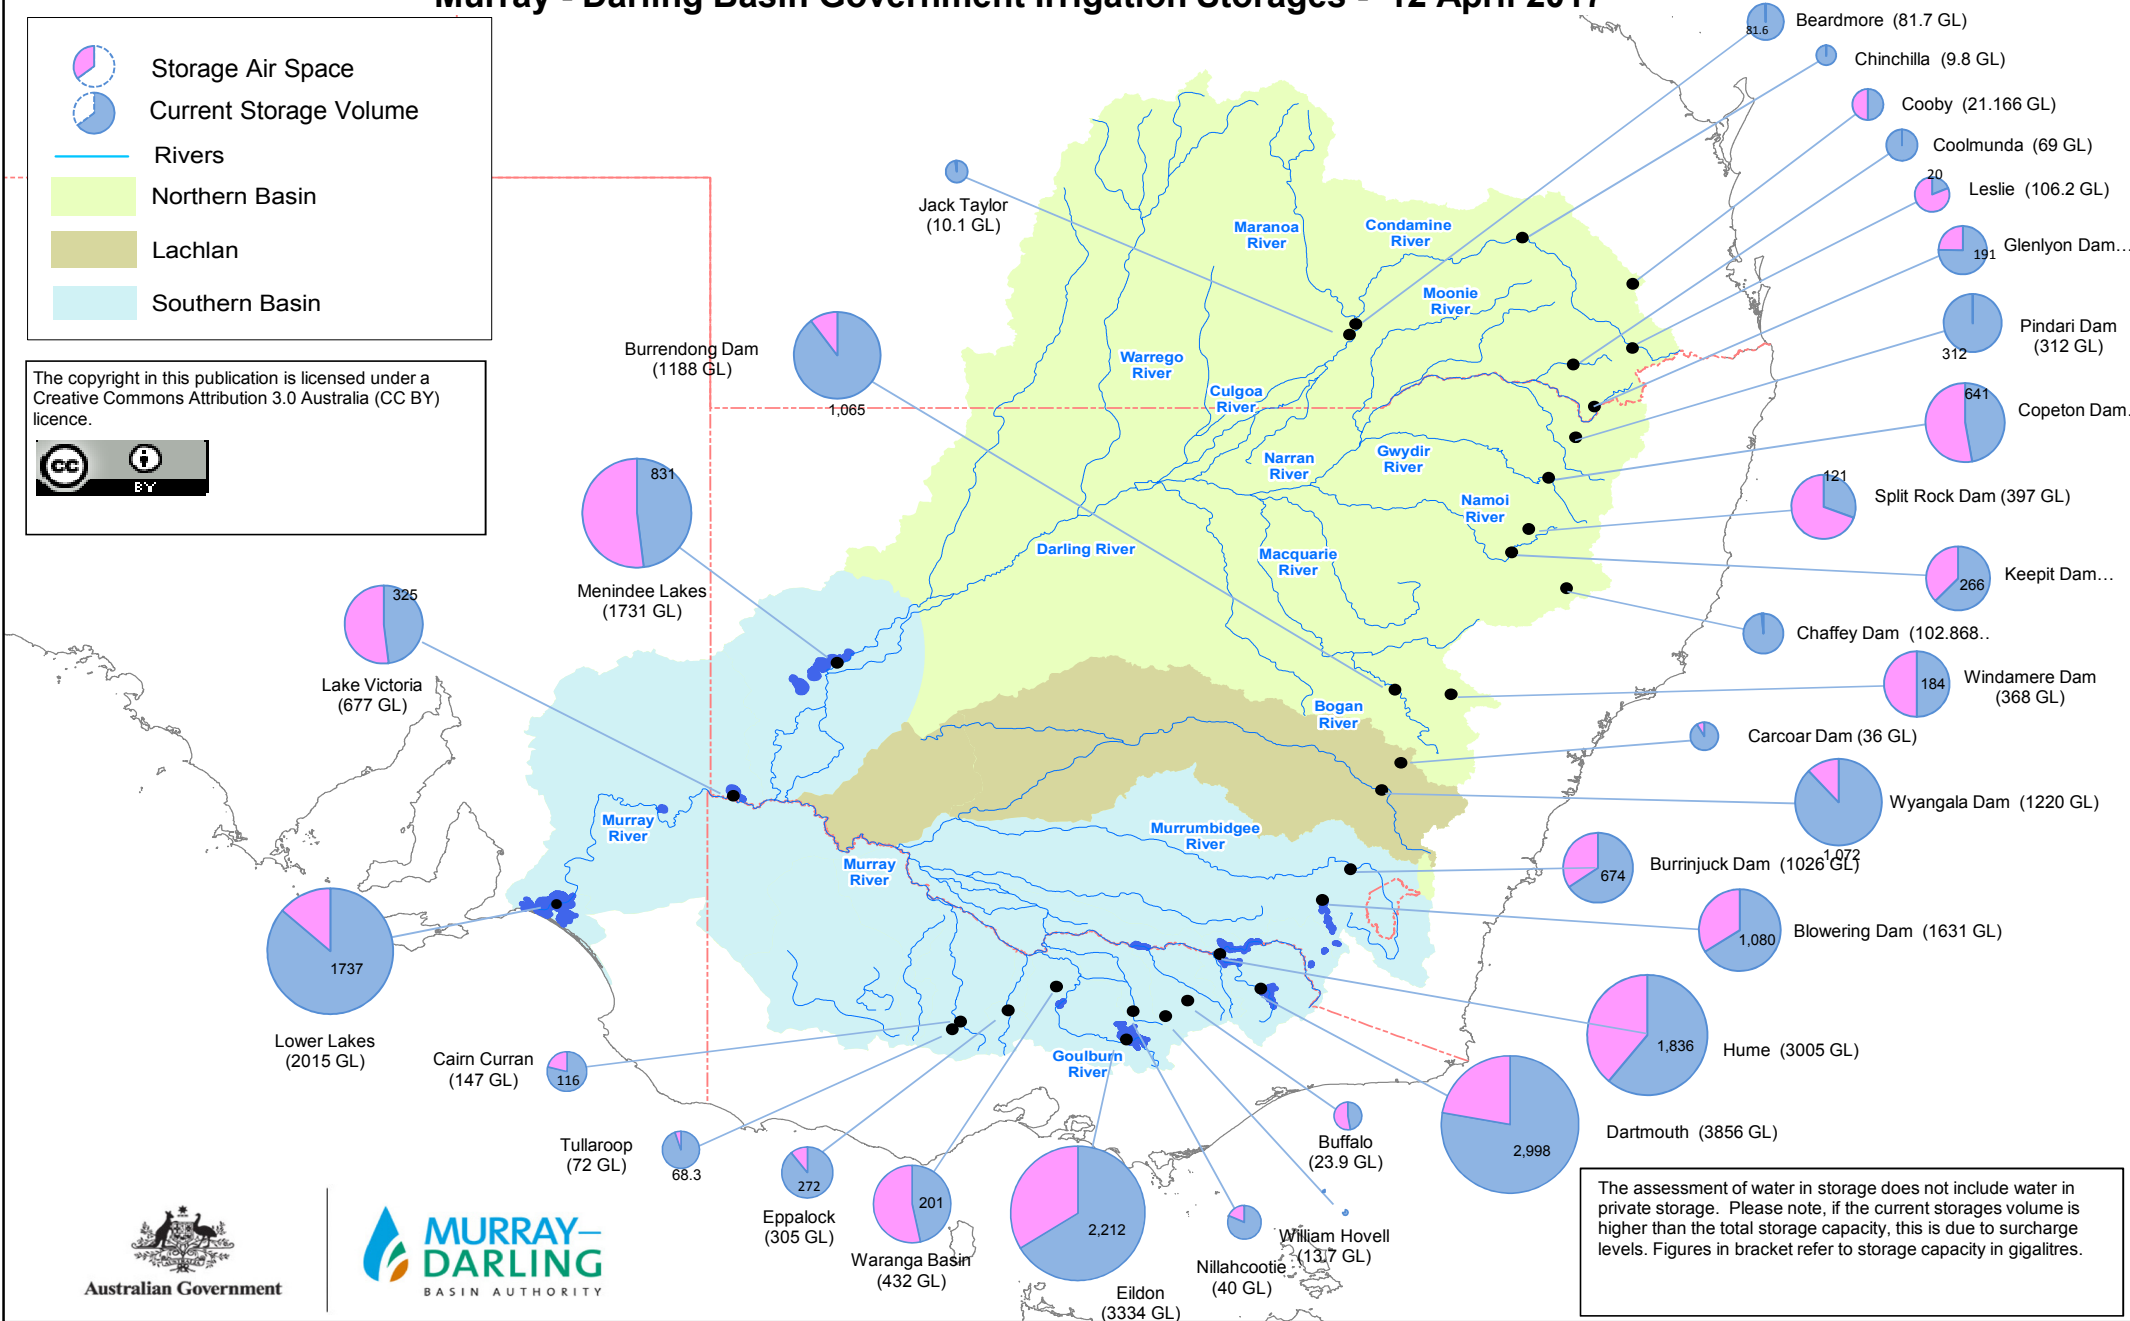 Murray - Darling Basin Government Irrigation Storages - 12 April 2017
Storage Air Space
Current Storage Volume
Rivers
Northern Basin
Lachlan
Southern Basin
The copyright in this publication is licensed under a
Creative Commons Attribution 3.0 Australia (CC BY)
licence.
cc
BY
Beardmore (81.7 GL)
81.6
Chinchilla (9.8 GL)
Cooby (21.166 GL)
Coolmunda (69 GL)
20
Leslie (106.2 GL)
Glenlyon Dam...
191
Pindari Dam
(312 GL)
312
641
Copeton Dam.
121
Split Rock Dam (397 GL)
Keepit Dam...
266
Chaffey Dam (102.868..
Windamere Dam
(368 GL)
184
Carcoar Dam (36 GL)
Wyangala Dam (1220 GL)
1,072
Burrinjuck Dam (1026 GL)
674
Blowering Dam (1631 GL)
1,080
Hume (3005 GL)
1,836
Dartmouth (3856 GL)
2,998
Jack Taylor
(10.1 GL)
Burrendong Dam
(1188 GL)
1,065
831
Menindee Lakes
(1731 GL)
325
Lake Victoria
(677 GL)
1737
Lower Lakes
(2015 GL)
Cairn Curran
(147 GL)
116
Tullaroop
(72 GL)
68.3
Eppalock
(305 GL)
272
201
Waranga Basin
(432 GL)
2,212
Eildon
(3334 GL)
Nillahcootie
(40 GL)
William Hovell
(13.7 GL)
Buffalo
(23.9 GL)
Maranoa
River
Condamine
River
Moonie
River
Warrego
River
Culgoa
River
Narran
River
Gwydir
River
Namoi
River
Darling River
Macquarie
River
Bogan
River
Murray
River
Murray
River
Murrumbidgee
River
Goulburn
River
Australian Government
MURRAY–
DARLING
BASIN AUTHORITY
The assessment of water in storage does not include water in
private storage. Please note, if the current storages volume is
higher than the total storage capacity, this is due to surcharge
levels. Figures in bracket refer to storage capacity in gigalitres.